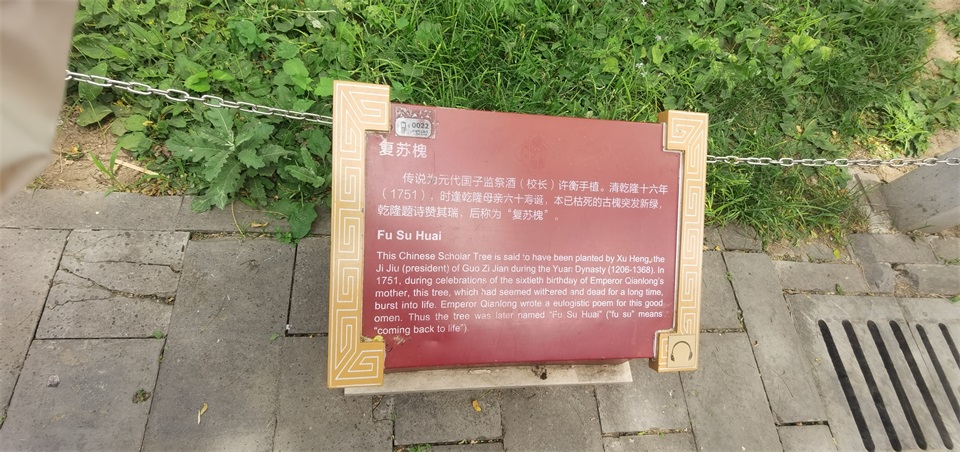 0032
复苏槐
传说为元代国子监祭酒（校长）许衡手植。清乾隆十六年
（1751），时逢乾隆母亲六十寿诞，本已枯死的古槐突发新绿，
乾隆题诗赞其瑞，后称为“复苏槐”。
Fu Su Huai
This Chinese Scholar Tree is said to have been planted by Xu Heng, the
Ji Jiu (president) of Guo Zi Jian during the Yuan Dynasty (1206-1368). In
1751, during celebrations of the sixtieth birthday of Emperor Qianlong's
mother, this tree, which had seemed withered and dead for a long time,
burst into life. Emperor Qianlong wrote a eulogistic poem for this good
omen. Thus the tree was later named "Fu Su Huai" ("fu su" means
"coming back to life").